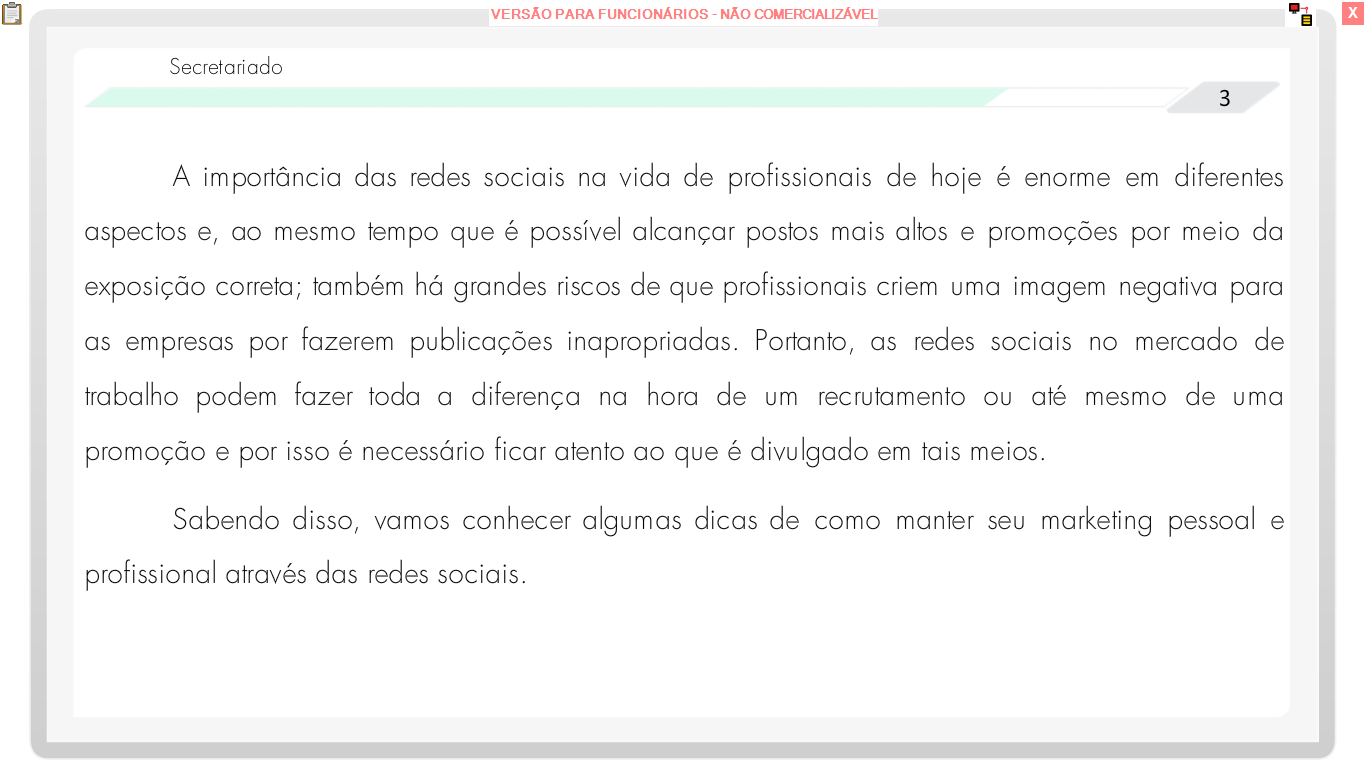 VERSÃO PARA FUNCIONÁRIOS - NÃO COMERCIALIZÁVEL
X
Secretariado
3
A importância das redes sociais na vida de profissionais de hoje é enorme em diferentes
aspectos e, ao mesmo tempo que é possível alcançar postos mais altos e promoções por meio da
exposição correta; também há grandes riscos de que profissionais criem uma imagem negativa para
as empresas por fazerem publicações inapropriadas. Portanto, as redes sociais no mercado de
trabalho podem fazer toda a diferença na hora de um recrutamento ou até mesmo de uma
promoção e por isso é necessário ficar atento ao que é divulgado em tais meios.
Sabendo disso, vamos conhecer algumas dicas de como manter seu marketing pessoal e
profissional através das redes sociais.